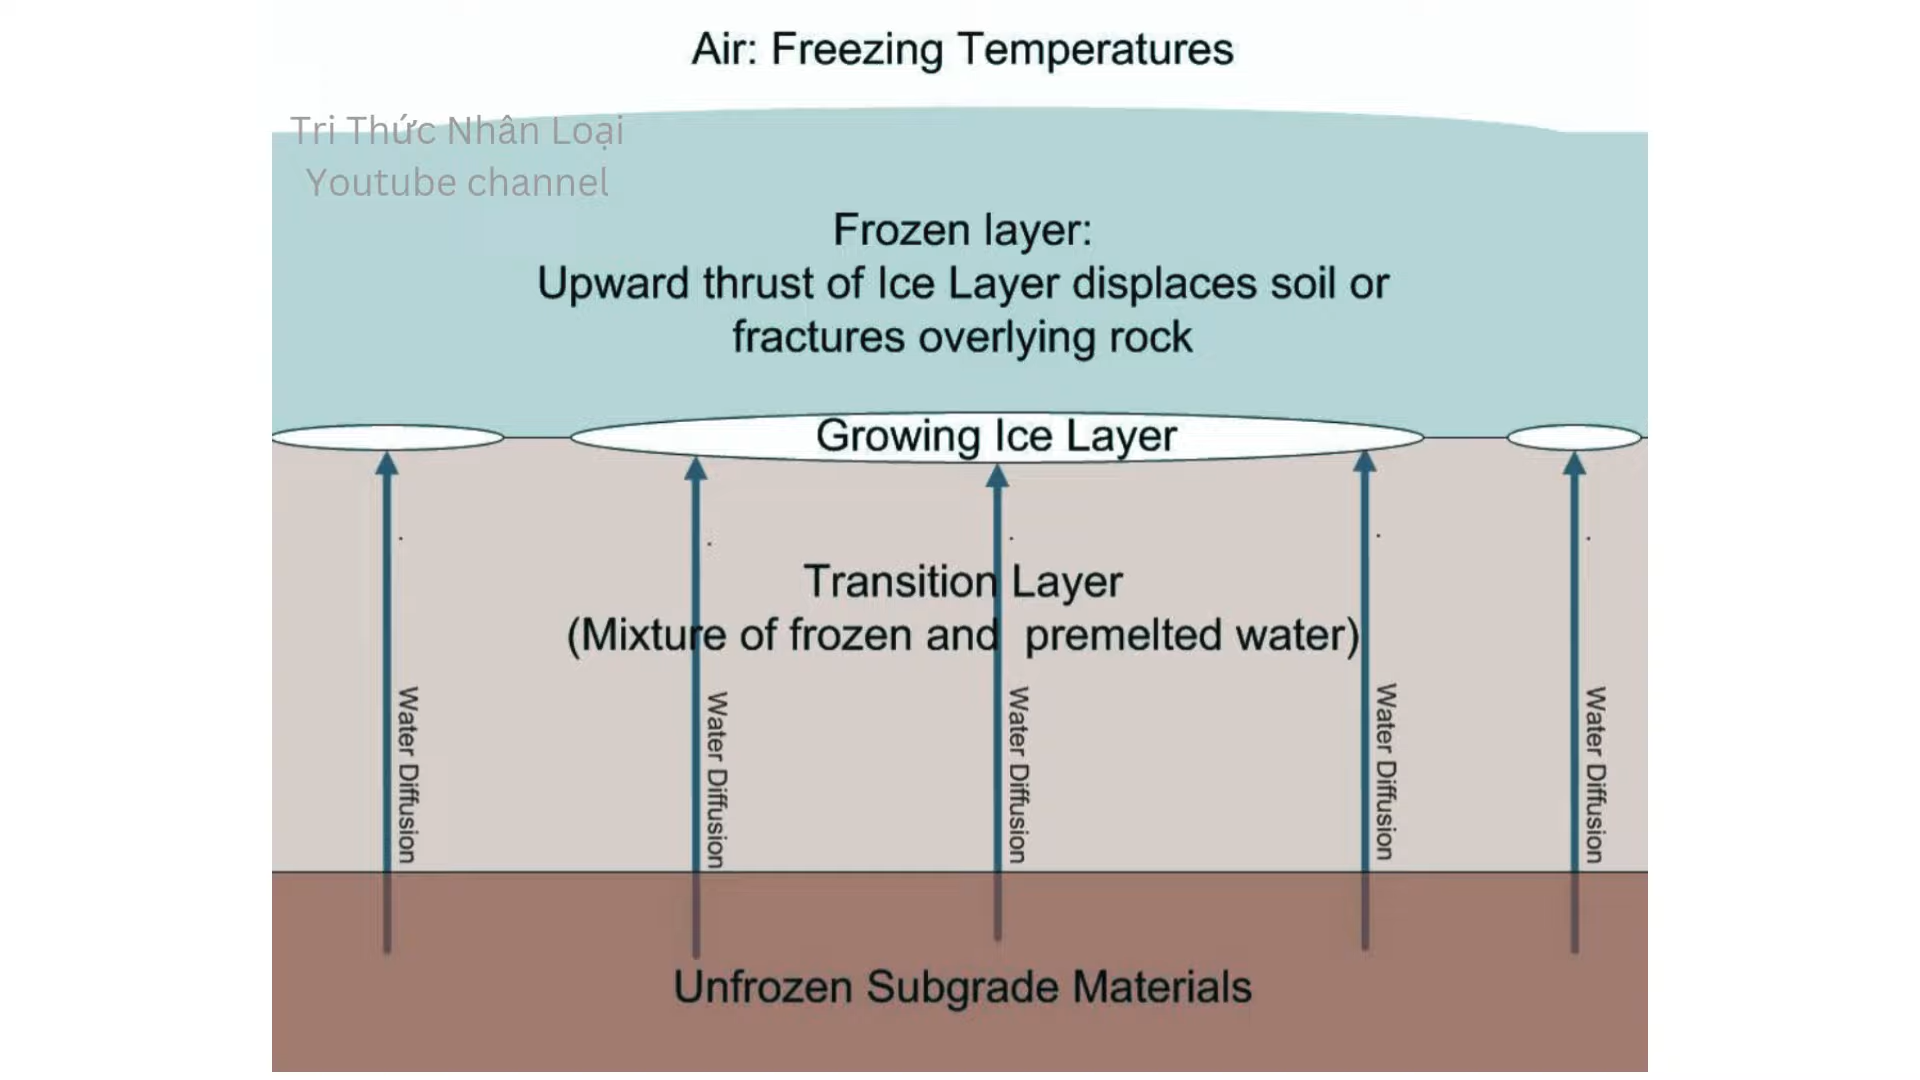 Air: Freezing Temperatures
Tri Thức Nhân Loại
Youtube channel
Frozen layer:
Upward thrust of Ice Layer displaces soil or
fractures overlying rock
Growing Ice Layer
Transition Layer
(Mixture of frozen and premelted water)
Water Diffusion
Water Diffusion
Water Diffusion
Water Diffusion
Water Diffusion
Unfrozen Subgrade Materials